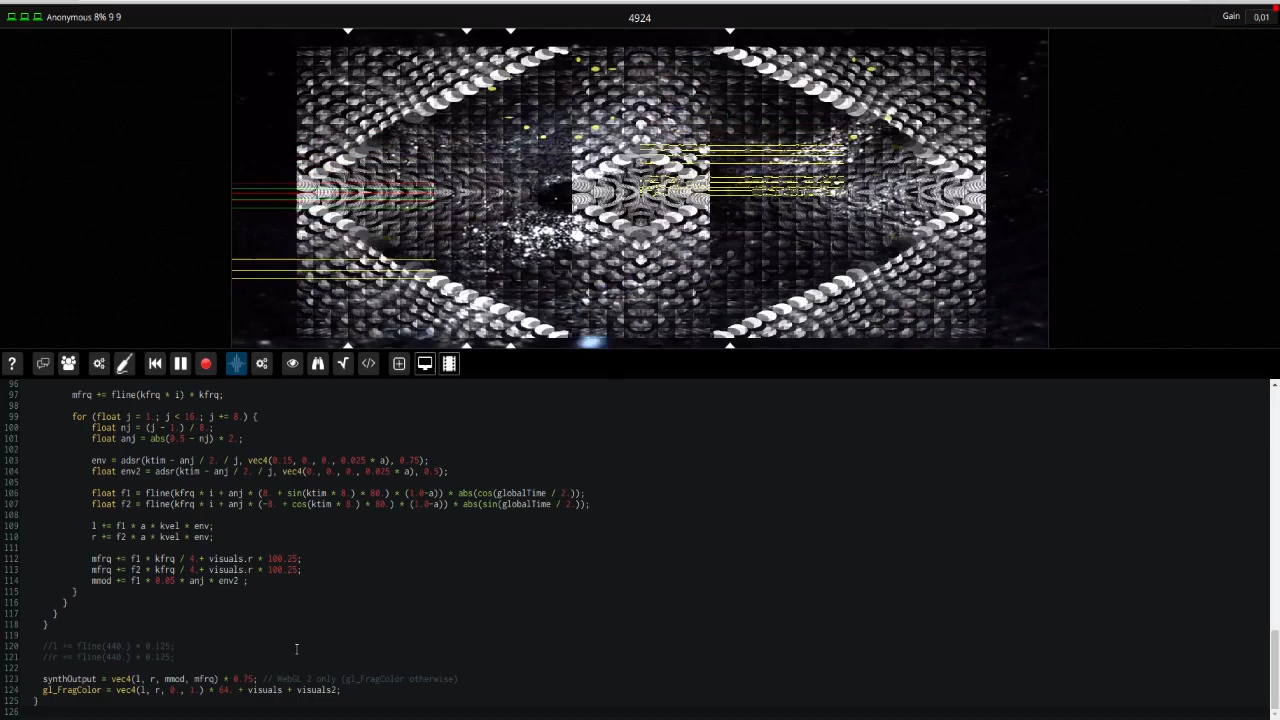 Anonymous 8% 9 9
4924
Gain 0,01
96
97 mfrq += fline(kfrq * i) * kfrq;
98
99 for (float j = 1.; j < 16.; j += 8.) {
100 float nj = (j - 1.) / 8.;
101 float anj = abs(0.5 - nj) * 2.;
102
103 env = adsr(ktim - anj / 2. / j, vec4(0.15, 0., 0., 0.025 * a), 0.75);
104 float env2 = adsr(ktim - anj / 2. / j, vec4(0., 0., 0., 0.025 * a), 0.5);
105
106 float f1 = fline(kfrq * i + anj * (8. + sin(ktim * 8.) * 80.) * (1.0-a)) * abs(cos(globalTime / 2.));
107 float f2 = fline(kfrq * i + anj * (-8. + cos(ktim * 8.) * 80.) * (1.0-a)) * abs(sin(globalTime / 2.));
108
109 l += f1 * a * kvel * env;
110 r += f2 * a * kvel * env;
111
112 mfrq += f1 * kfrq / 4.+ visuals.r * 100.25;
113 mfrq += f2 * kfrq / 4.+ visuals.r * 100.25;
114 mmod += f1 * 0.05 * anj * env2 ;
115 }
116 }
117 }
118 }
119
120 //l += fline(440.) * 0.125;
121 //r += fline(440.) * 0.125;
122
123 synthOutput = vec4(l, r, mmod, mfrq) * 0.75; // WebGL 2 only (gl_FragColor otherwise)
124 gl_FragColor = vec4(l, r, 0., 1.) * 64. + visuals + visuals2;
125 }
126